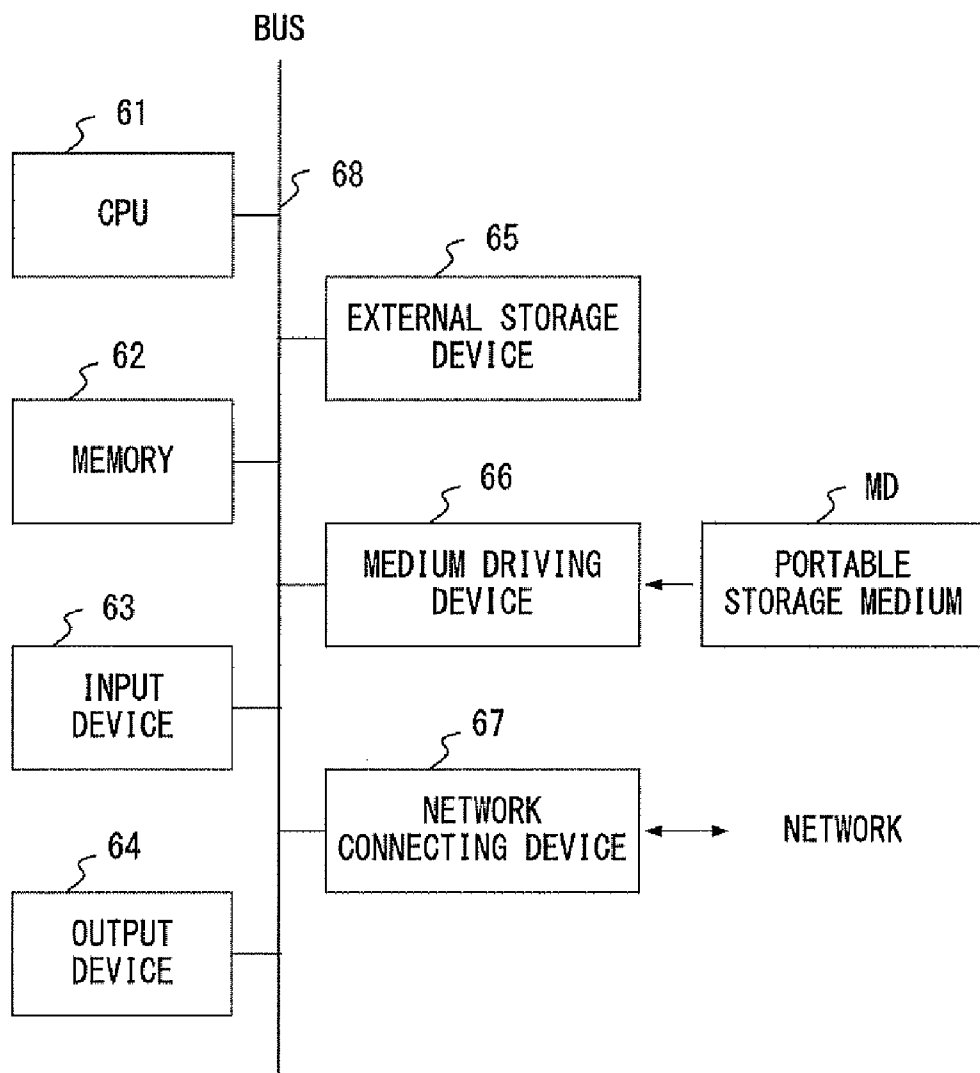 BUS
61
CPU
68
65
EXTERNAL STORAGE
DEVICE
62
MEMORY
66
MEDIUM DRIVING
DEVICE
MD
PORTABLE
STORAGE MEDIUM
63
INPUT
DEVICE
67
NETWORK
CONNECTING DEVICE
NETWORK
64
OUTPUT
DEVICE